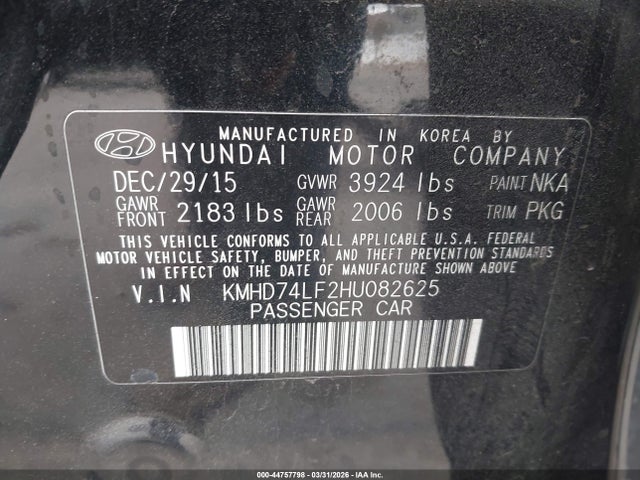 MANUFACTURED IN KOREA BY
HYUNDAI MOTOR COMPANY
DEC/29/15 GVWR 3924 lbs PAINT NKA
GAWR FRONT 2183 lbs GAWR REAR 2006 lbs TRIM PKG
THIS VEHICLE CONFORMS TO ALL APPLICABLE U.S.A. FEDERAL
MOTOR VEHICLE SAFETY, BUMPER, AND THEFT PREVENTION STANDARDS
IN EFFECT ON THE DATE OF MANUFACTURE SHOWN ABOVE
V.I.N KMHD74LF2HU082625
PASSENGER CAR
000-44757798 - 03/31/2026 - IAA Inc.